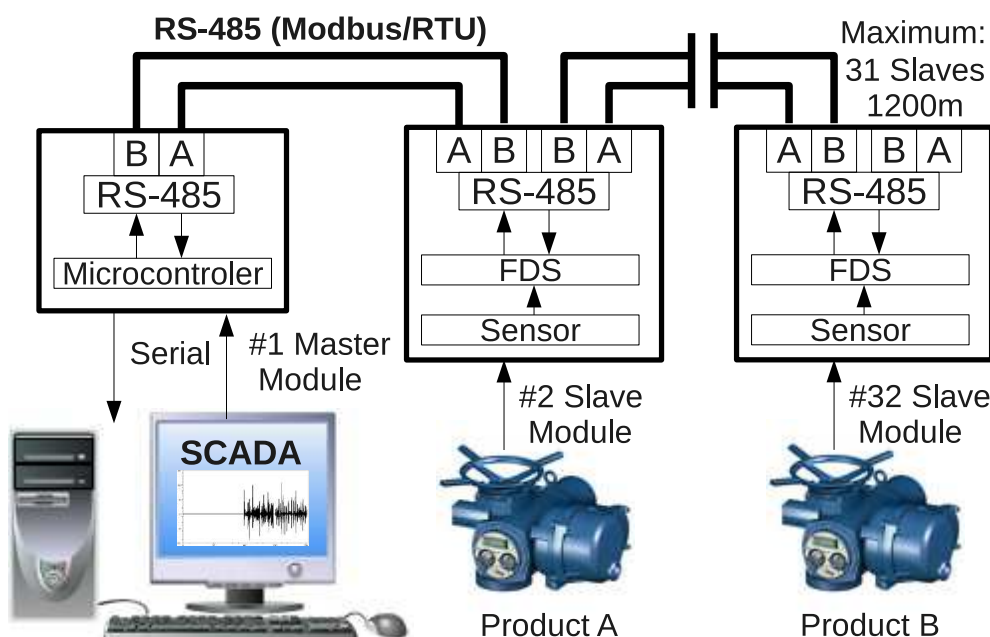 RS-485 (Modbus/RTU)
Maximum:
31 Slaves
1200m
B A
RS-485
Microcontroler
A B B A
RS-485
FDS
Sensor
A B B A
RS-485
FDS
Sensor
Serial
#1 Master
Module
#2 Slave
Module
#32 Slave
Module
SCADA
Product A
Product B